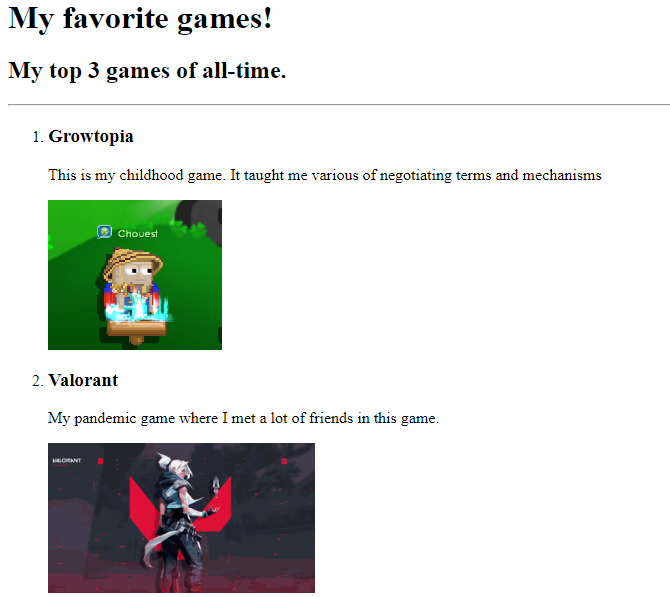 My favorite games!
My top 3 games of all-time.
1. Growtopia
This is my childhood game. It taught me various of negotiating terms and mechanisms
Chouest
2. Valorant
My pandemic game where I met a lot of friends in this game.
VALORANT